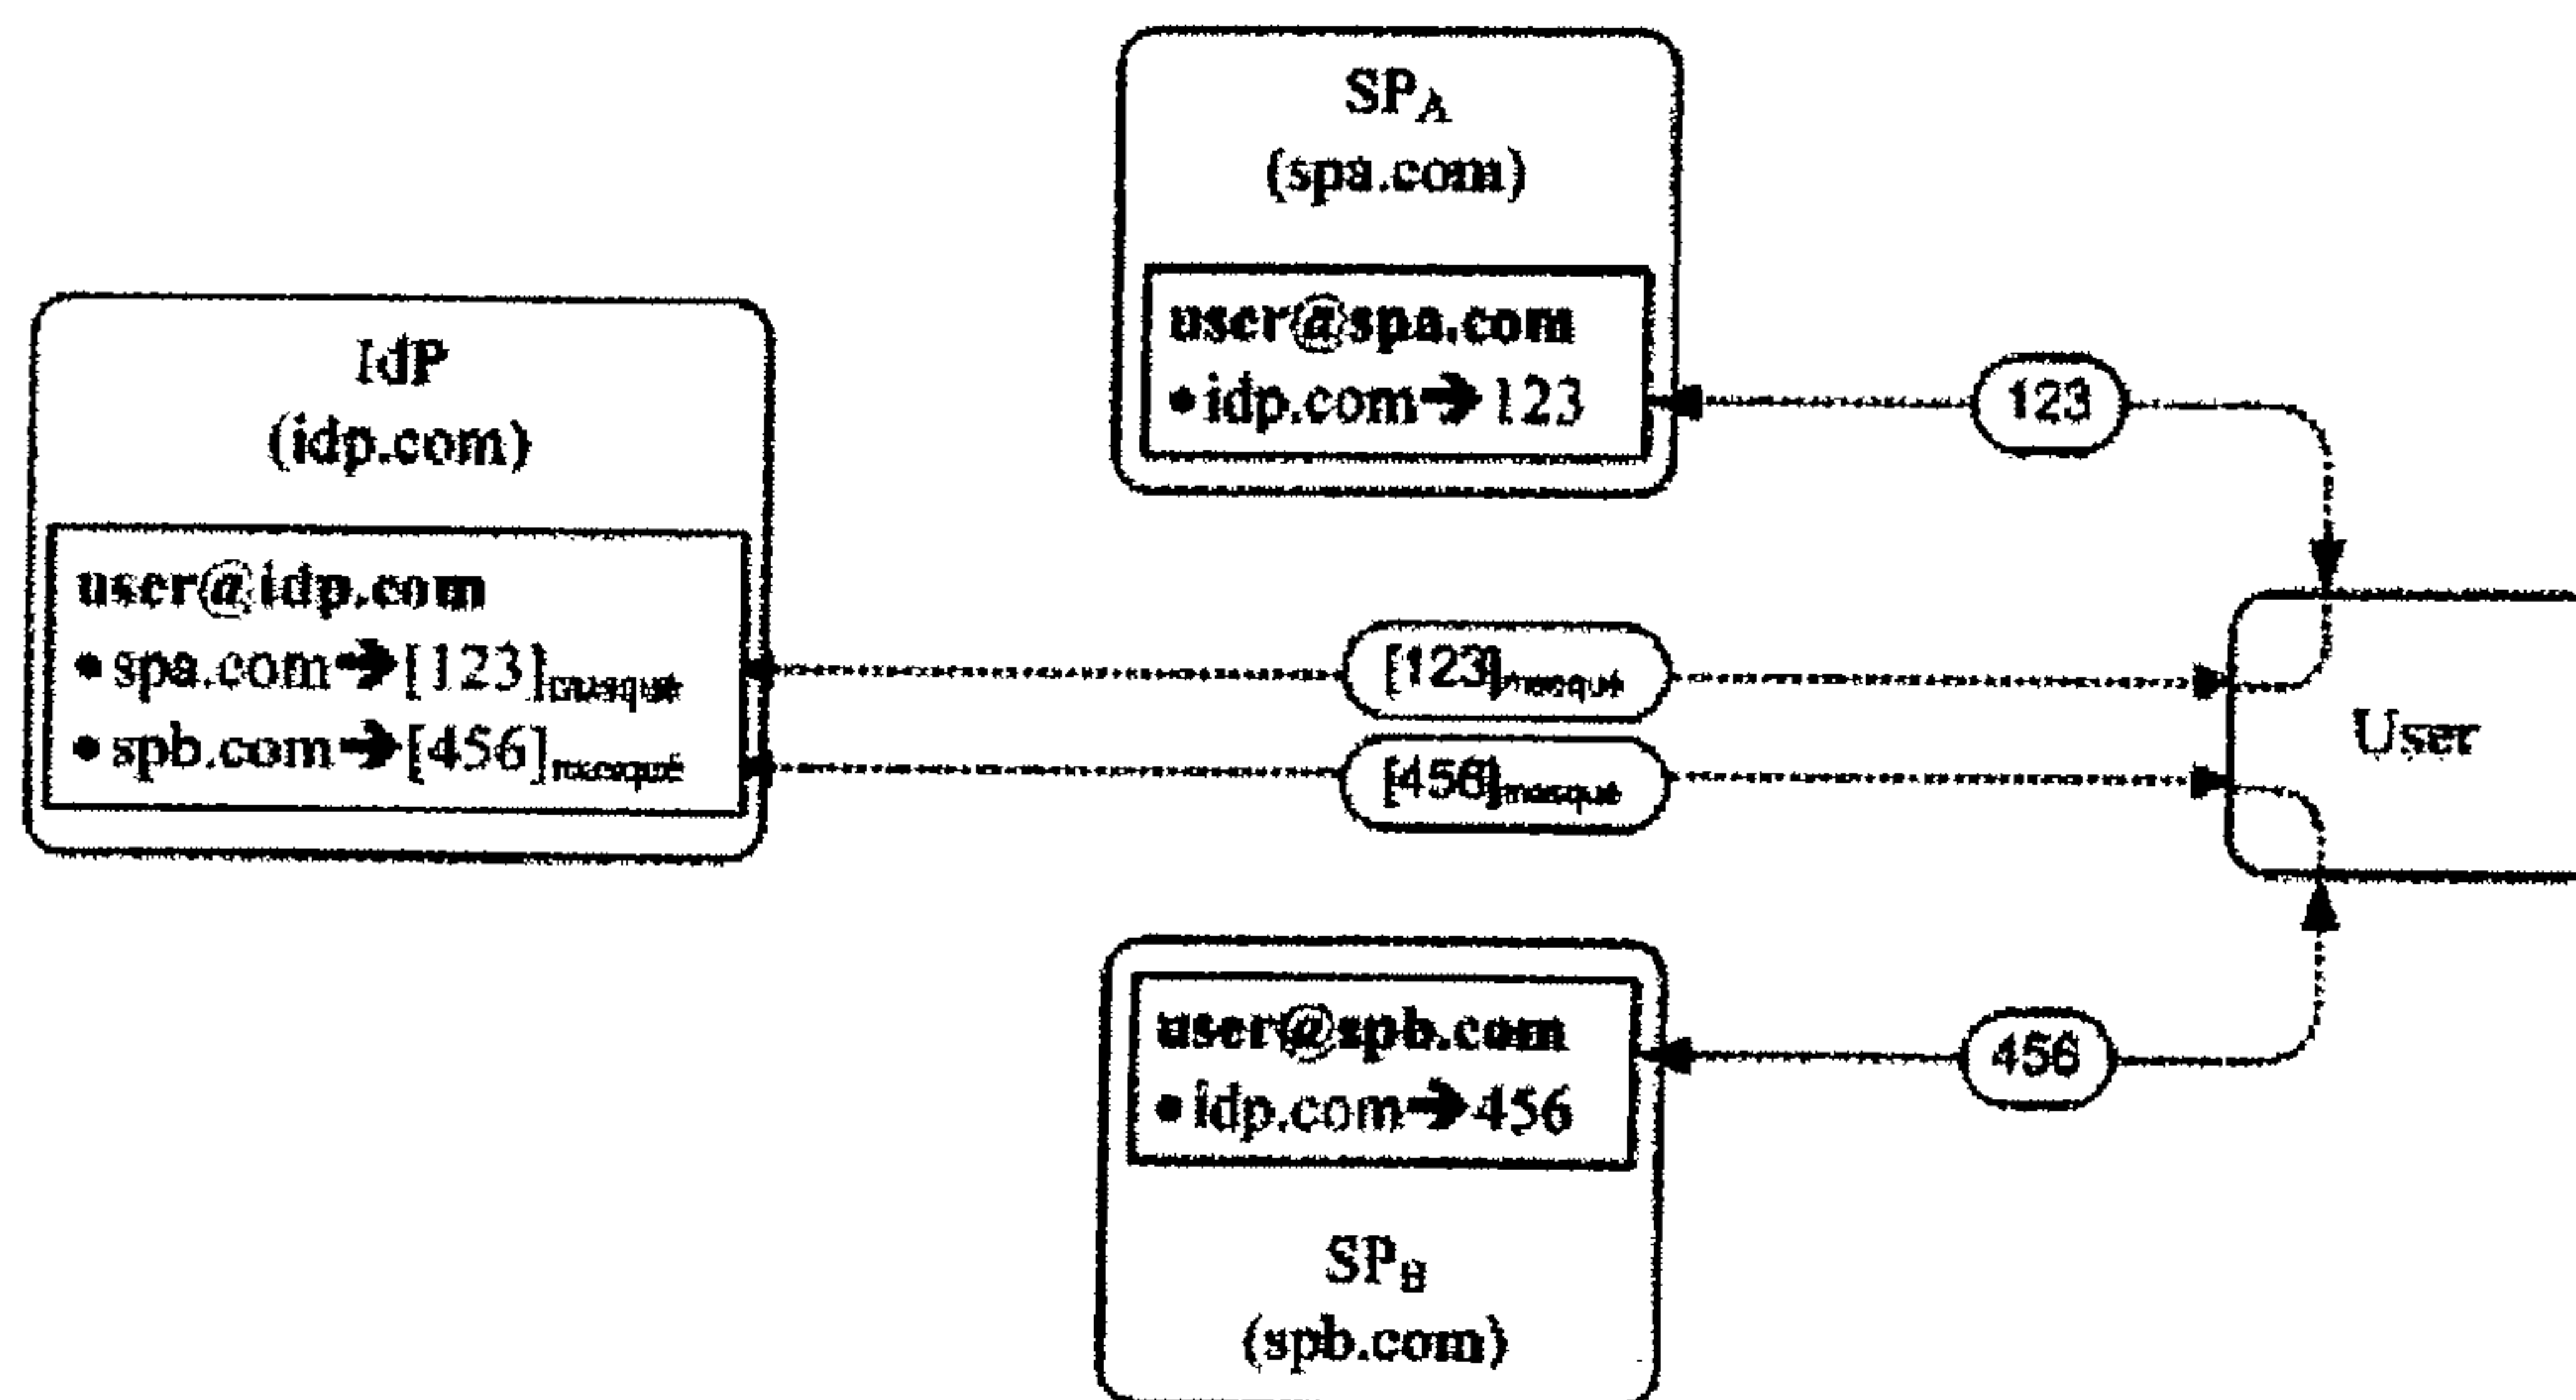 SPA
(spa.com)
user@spa.com
• idp.com➔123
123
IdP
(idp.com)
user@idp.com
• spa.com➔[123]masqué
• spb.com➔[456]masqué
[123]masqué
[456]masqué
User
user@spb.com
• idp.com➔456
456
SPB
(spb.com)